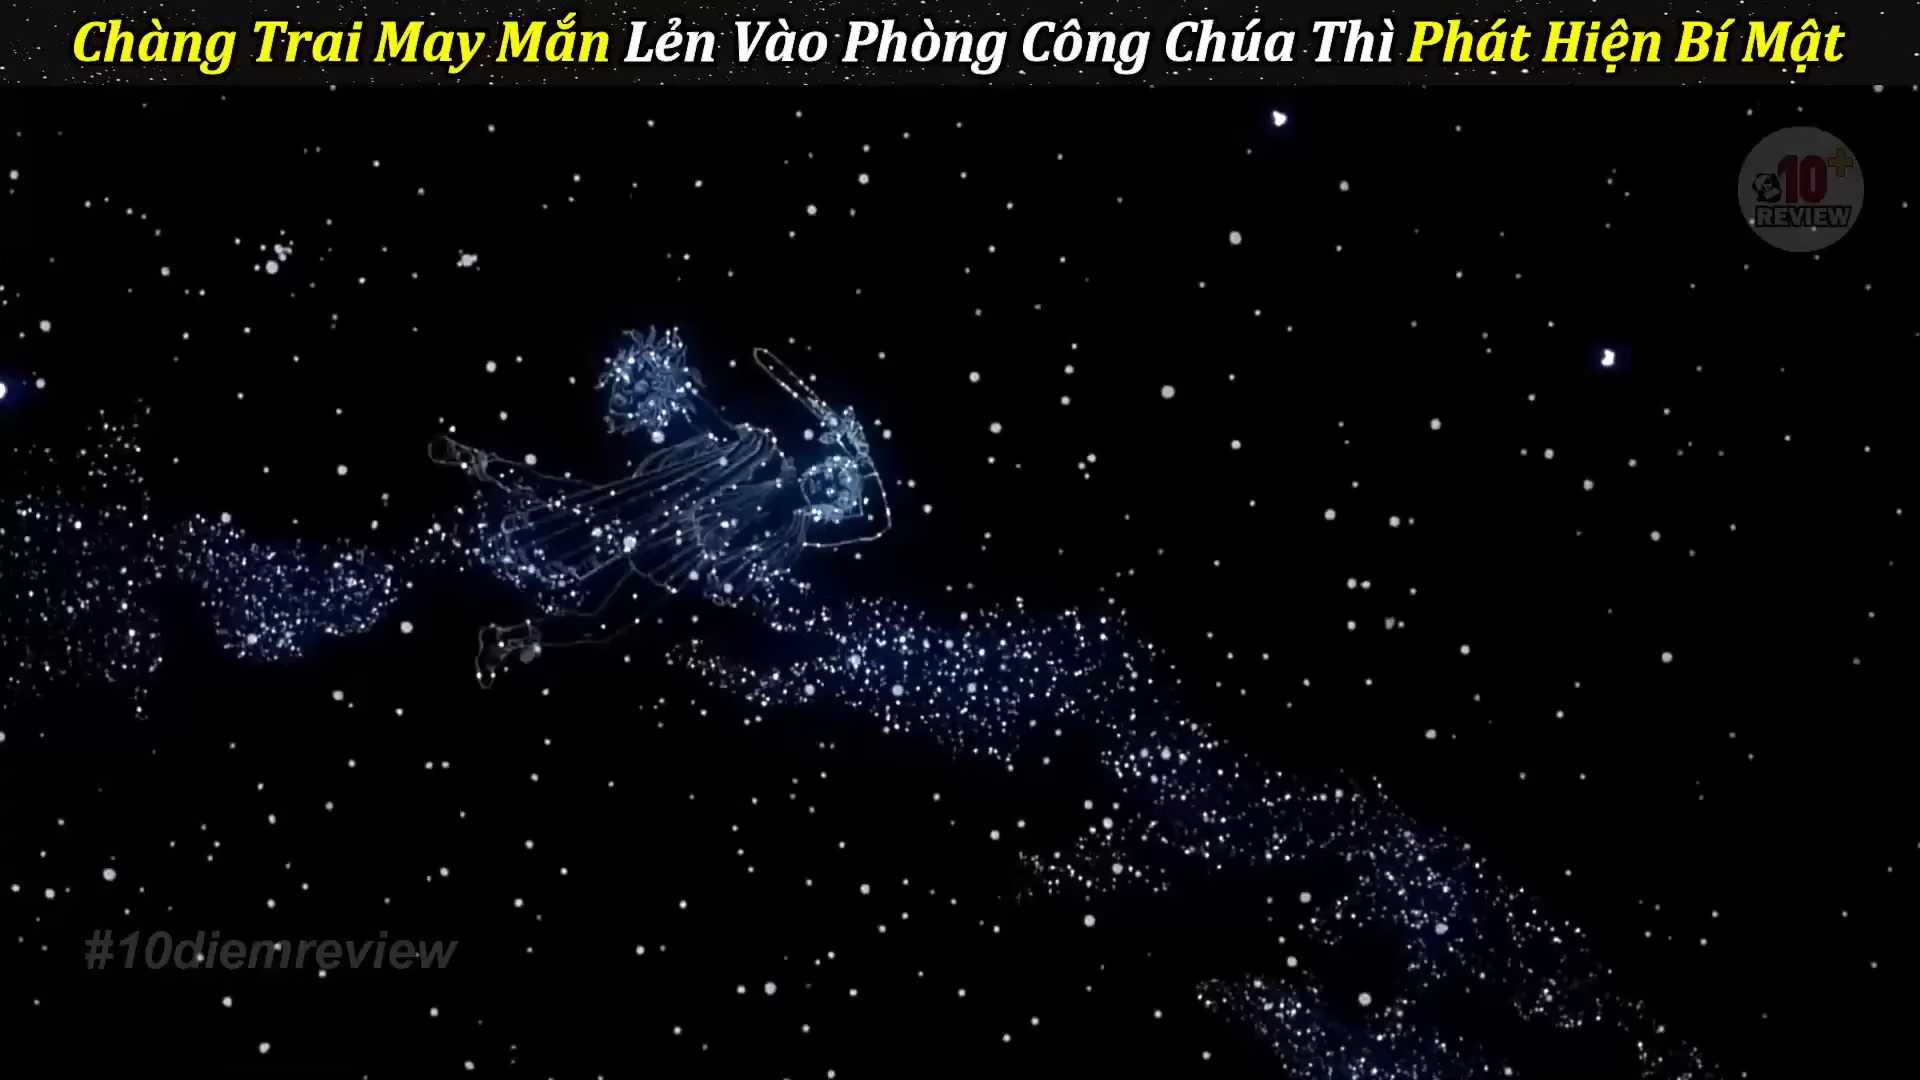 Chàng Trai May Mắn Lẻn Vào Phòng Công Chúa Thì Phát Hiện Bí Mật
10+
REVIEW
#10diemreview